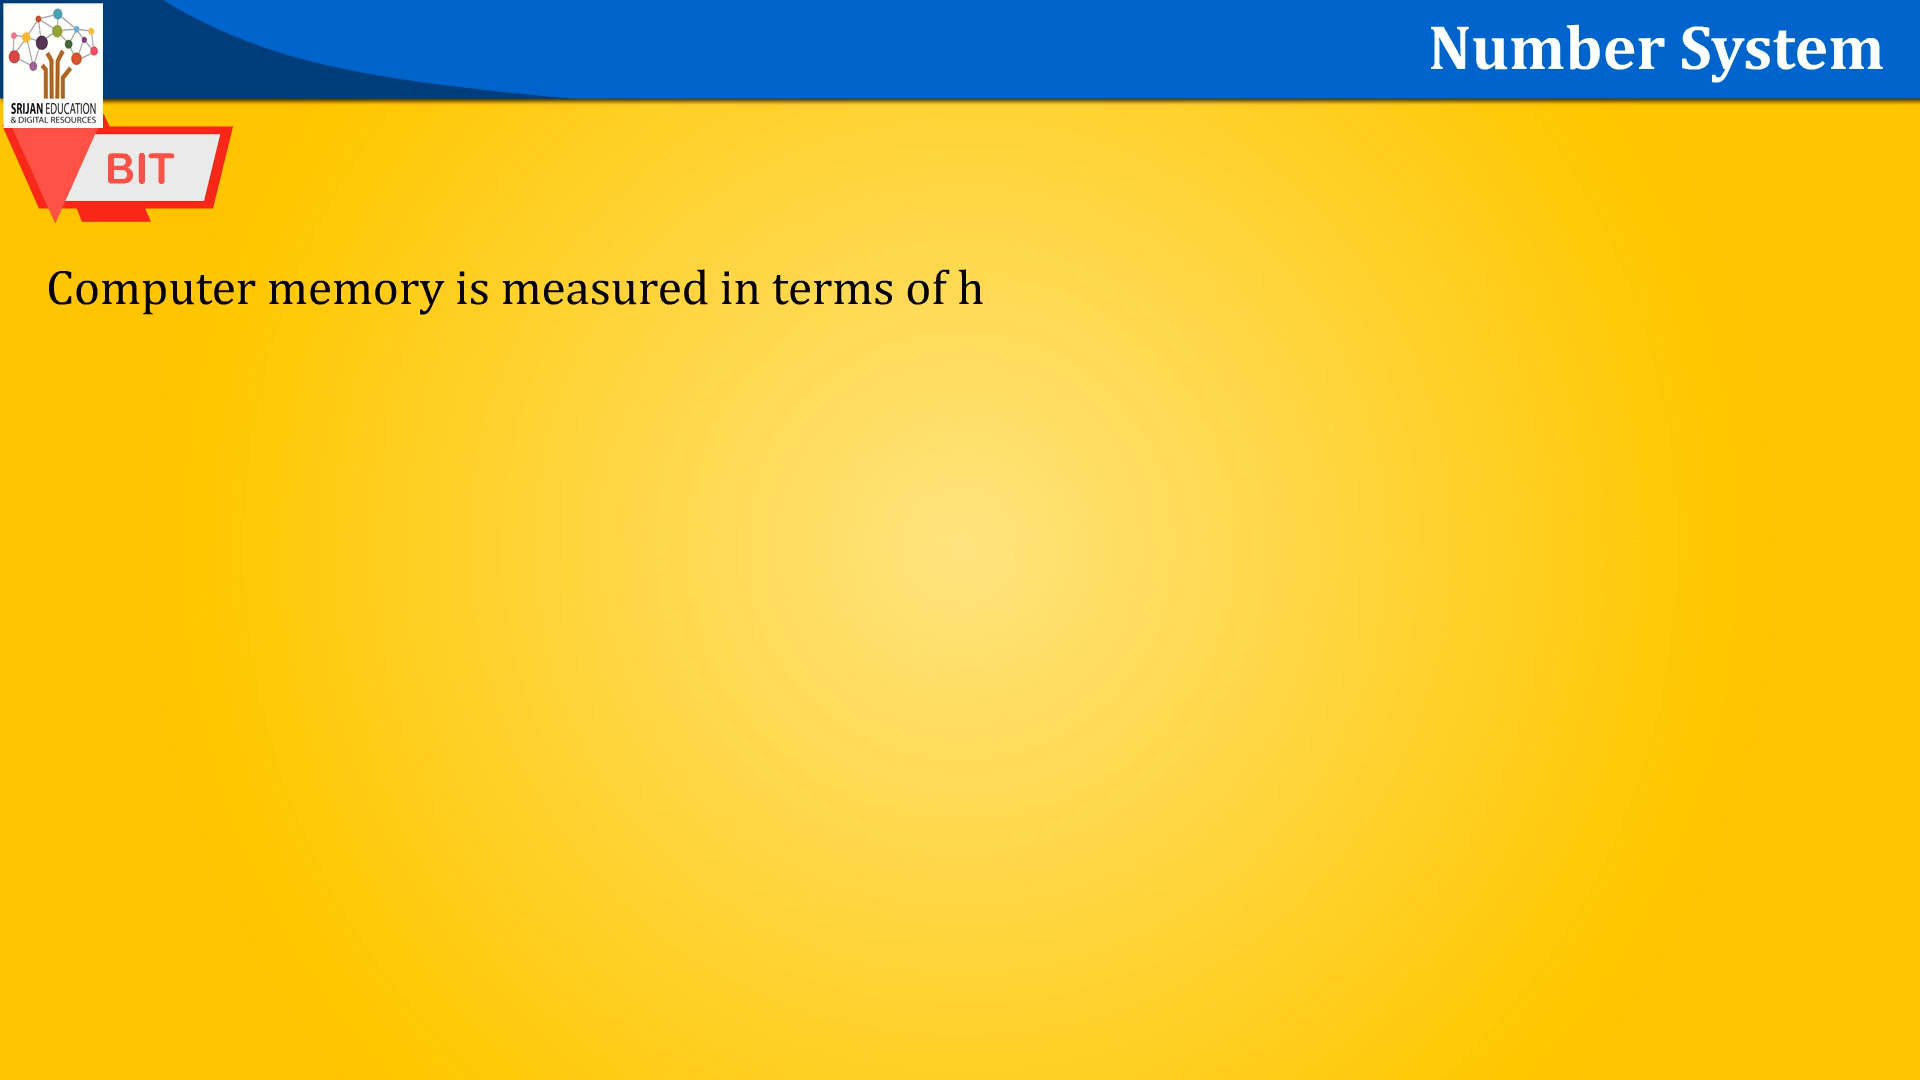 Number System
SRIJAN EDUCATION
& DIGITAL RESOURCES
BIT
Computer memory is measured in terms of h